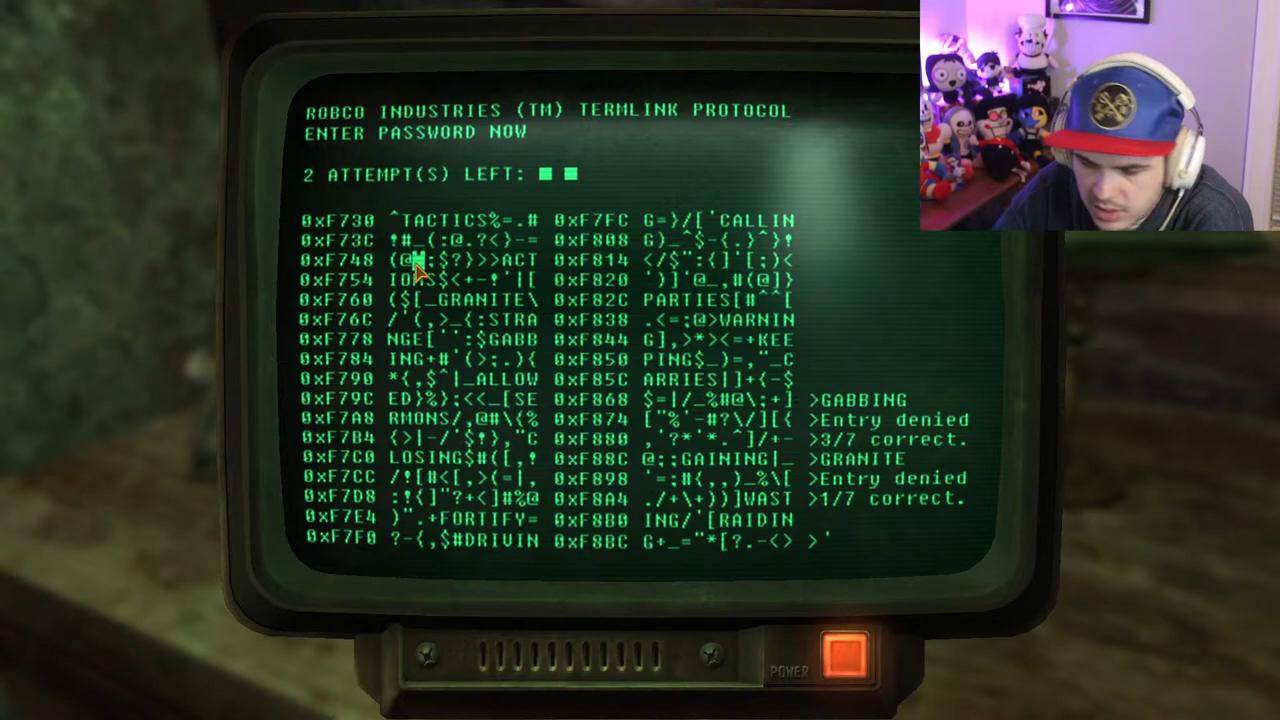 ROBCO INDUSTRIES (TM) TERMLINK PROTOCOL
ENTER PASSWORD NOW
2 ATTEMPT(S) LEFT: ■ ■
0xF730 ^TACTICS%=.# 0xF7FC G=}/['CALLIN
0xF73C !#_(:@.?<}-= 0xF808 G)_^$-{.}^}!
0xF748 (@ ;$?}>>>ACT 0xF814 </$":{]'[;)<
0xF754 IONS$<+-!'|[ 0xF820 ')]'@_,#(@]}
0xF760 ($[_GRANITE\ 0xF82C PARTIES[#^^[
0xF76C /'(,>_{:STRA 0xF838 .<=;@>WARNIN
0xF778 NGE['':$GABB 0xF844 G],>*><=+KEE
0xF784 ING+#'(>;.){ 0xF850 PING$_)=,"_C
0xF790 *{,$^|_ALLOW 0xF85C ARRIES|]+{-$
0xF79C ED}%};<<_[SE 0xF868 $=|/_%#@\;+] >GABBING
0xF7A8 RMONS/,@#\{% 0xF874 ["%'-#?\/][{ >Entry denied
0xF7B4 {>|-/'$!},"C 0xF880 ,'?*'*.^]/+- >3/7 correct.
0xF7C0 LOSING$#([,! 0xF88C @;;GAINING|_ >GRANITE
0xF7CC /![#<[,>(=|, 0xF898 '=;#{,,)_%\[ >Entry denied
0xF7D8 :!{]"?+<]#%@ 0xF8A4 ./+\+))]WAST >1/7 correct.
0xF7E4 )".+FORTIFY= 0xF8B0 ING/'[RAIDIN
0xF7F0 ?-{,$#DRIVIN 0xF8BC G+_="*[?.-<> >'
POWER